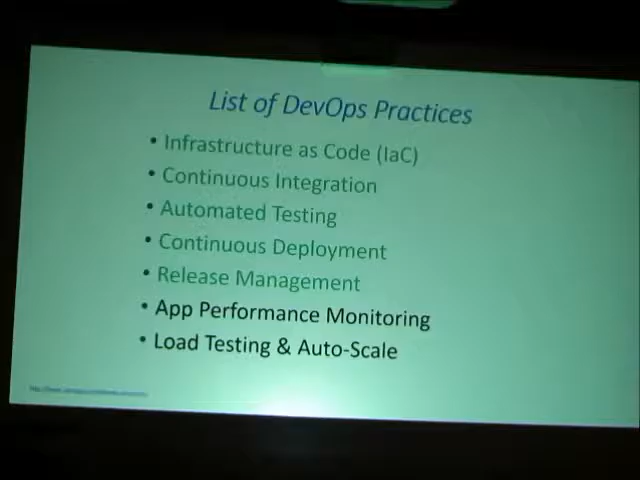 List of DevOps Practices
• Infrastructure as Code (IaC)
• Continuous Integration
• Automated Testing
• Continuous Deployment
• Release Management
• App Performance Monitoring
• Load Testing & Auto-Scale